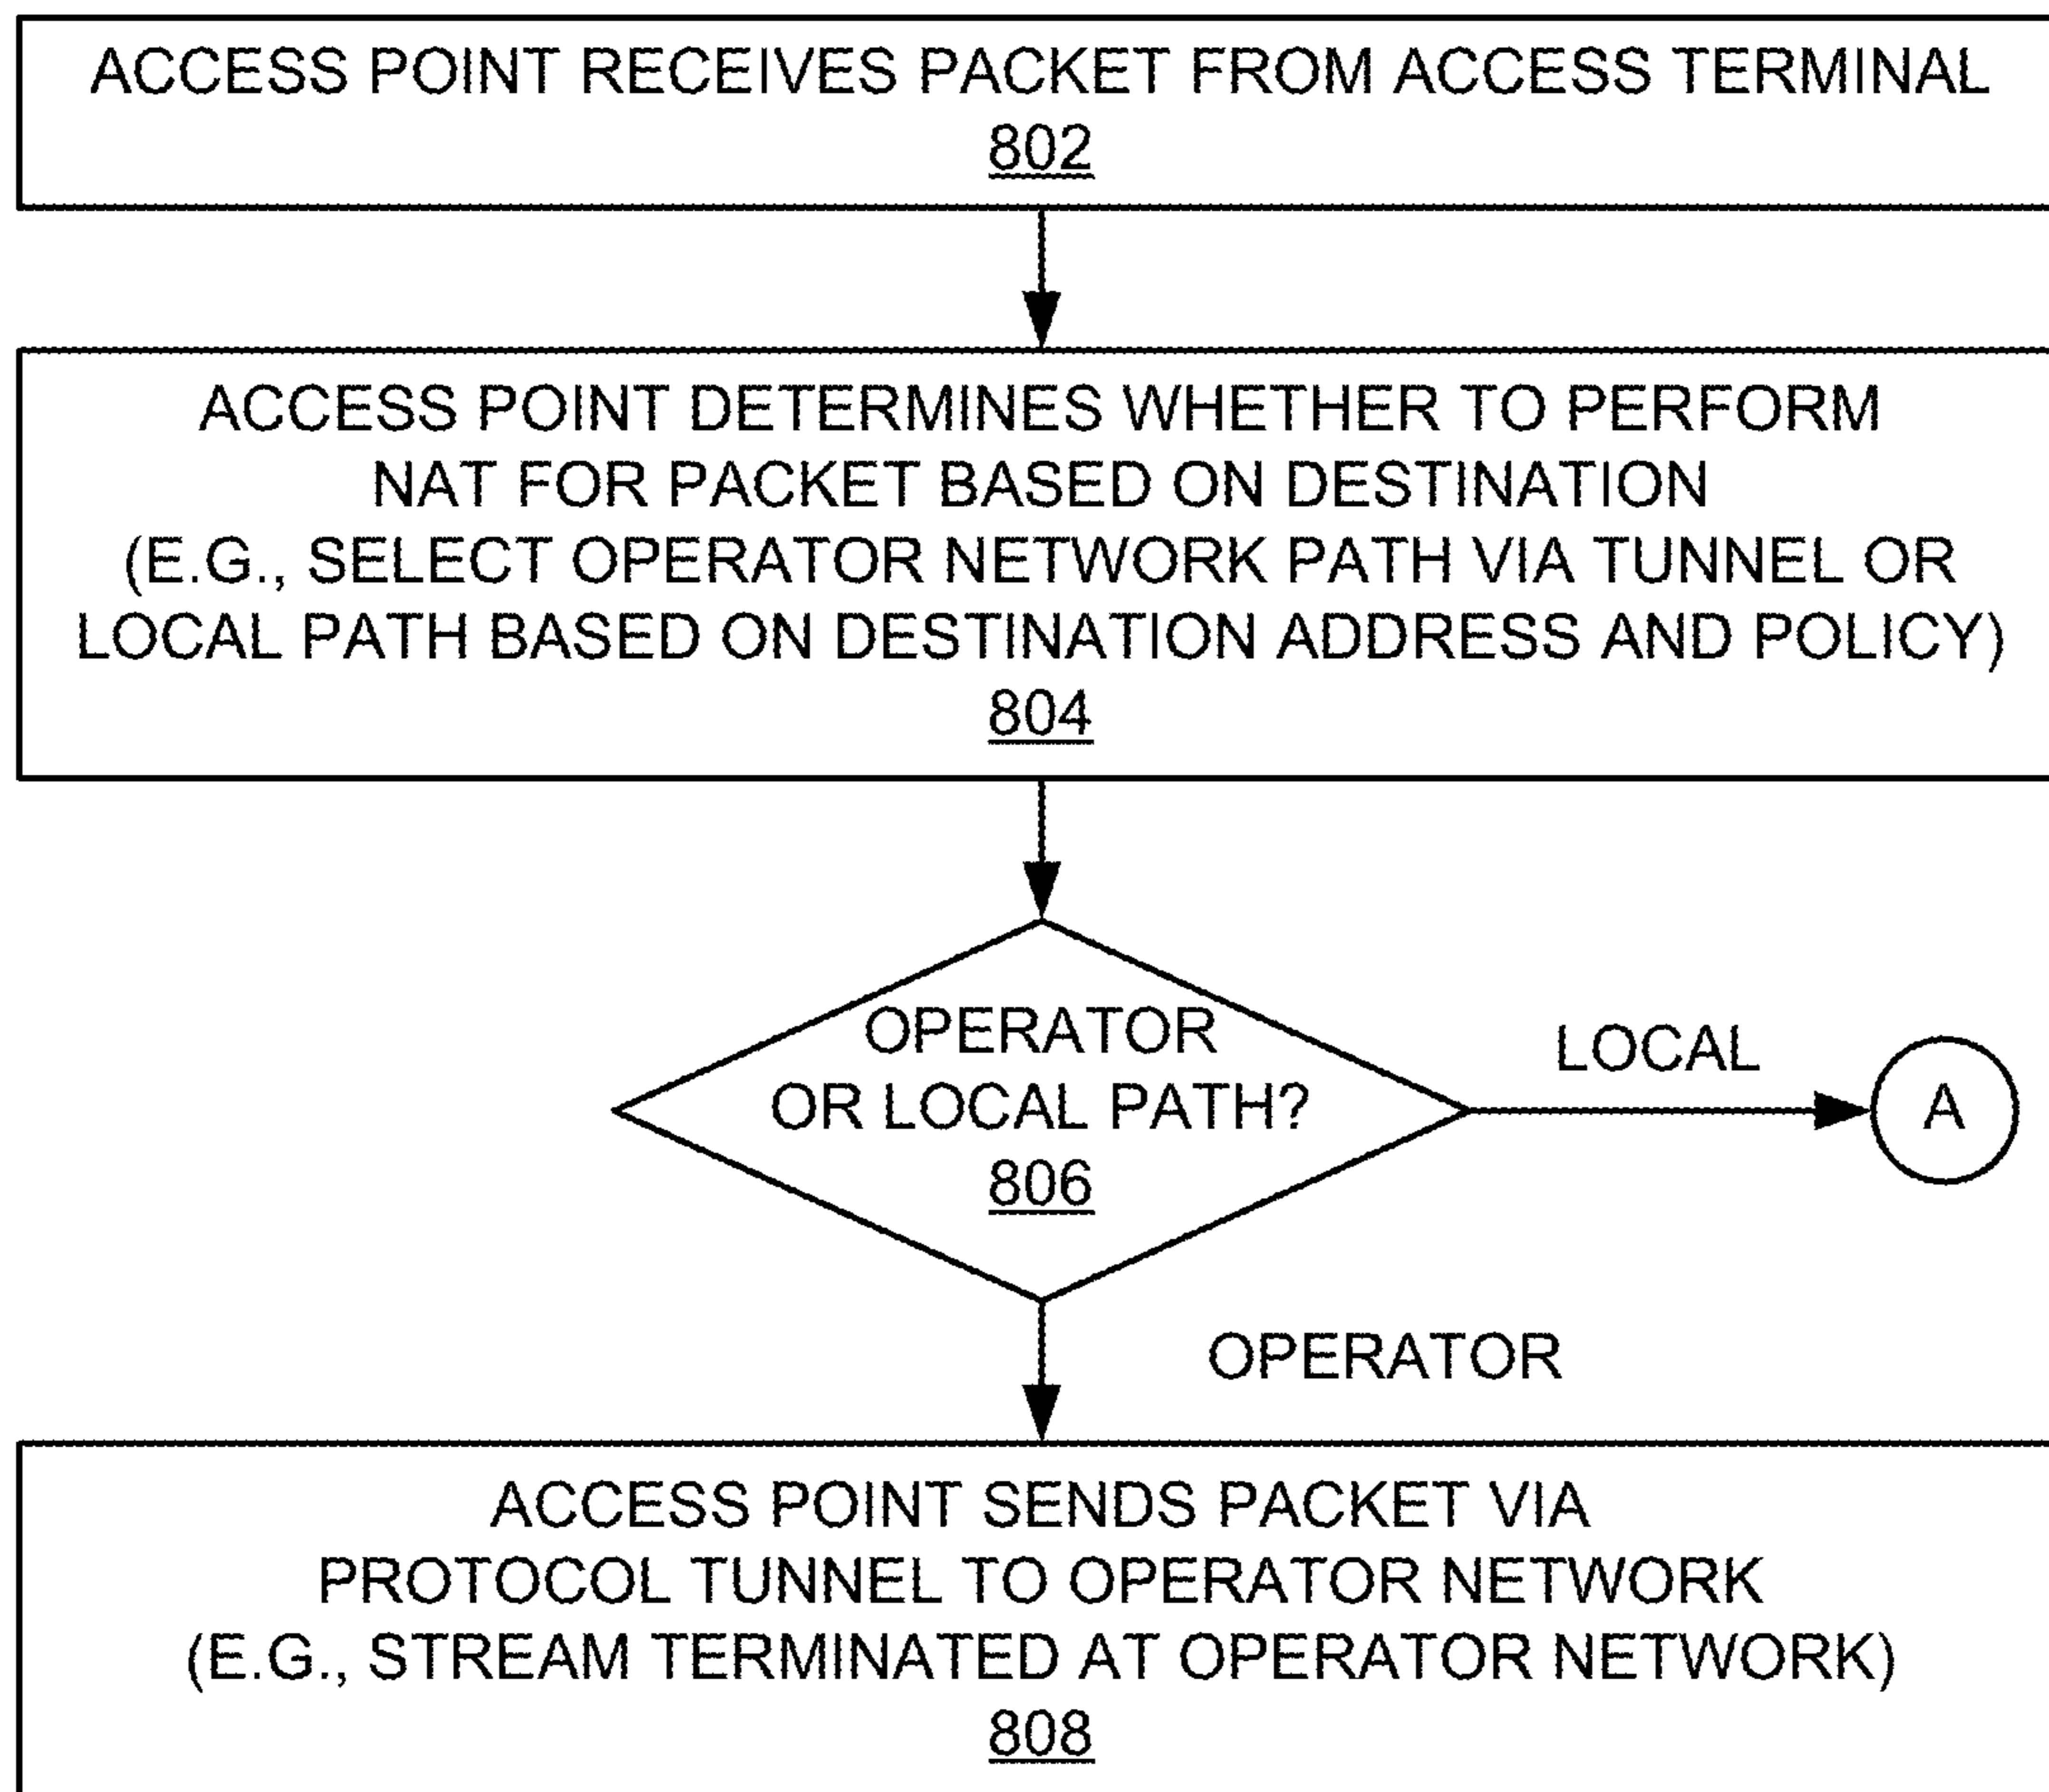 ACCESS POINT RECEIVES PACKET FROM ACCESS TERMINAL
802
ACCESS POINT DETERMINES WHETHER TO PERFORM
NAT FOR PACKET BASED ON DESTINATION
(E.G., SELECT OPERATOR NETWORK PATH VIA TUNNEL OR
LOCAL PATH BASED ON DESTINATION ADDRESS AND POLICY)
804
OPERATOR
OR LOCAL PATH?
806
LOCAL
A
OPERATOR
ACCESS POINT SENDS PACKET VIA
PROTOCOL TUNNEL TO OPERATOR NETWORK
(E.G., STREAM TERMINATED AT OPERATOR NETWORK)
808